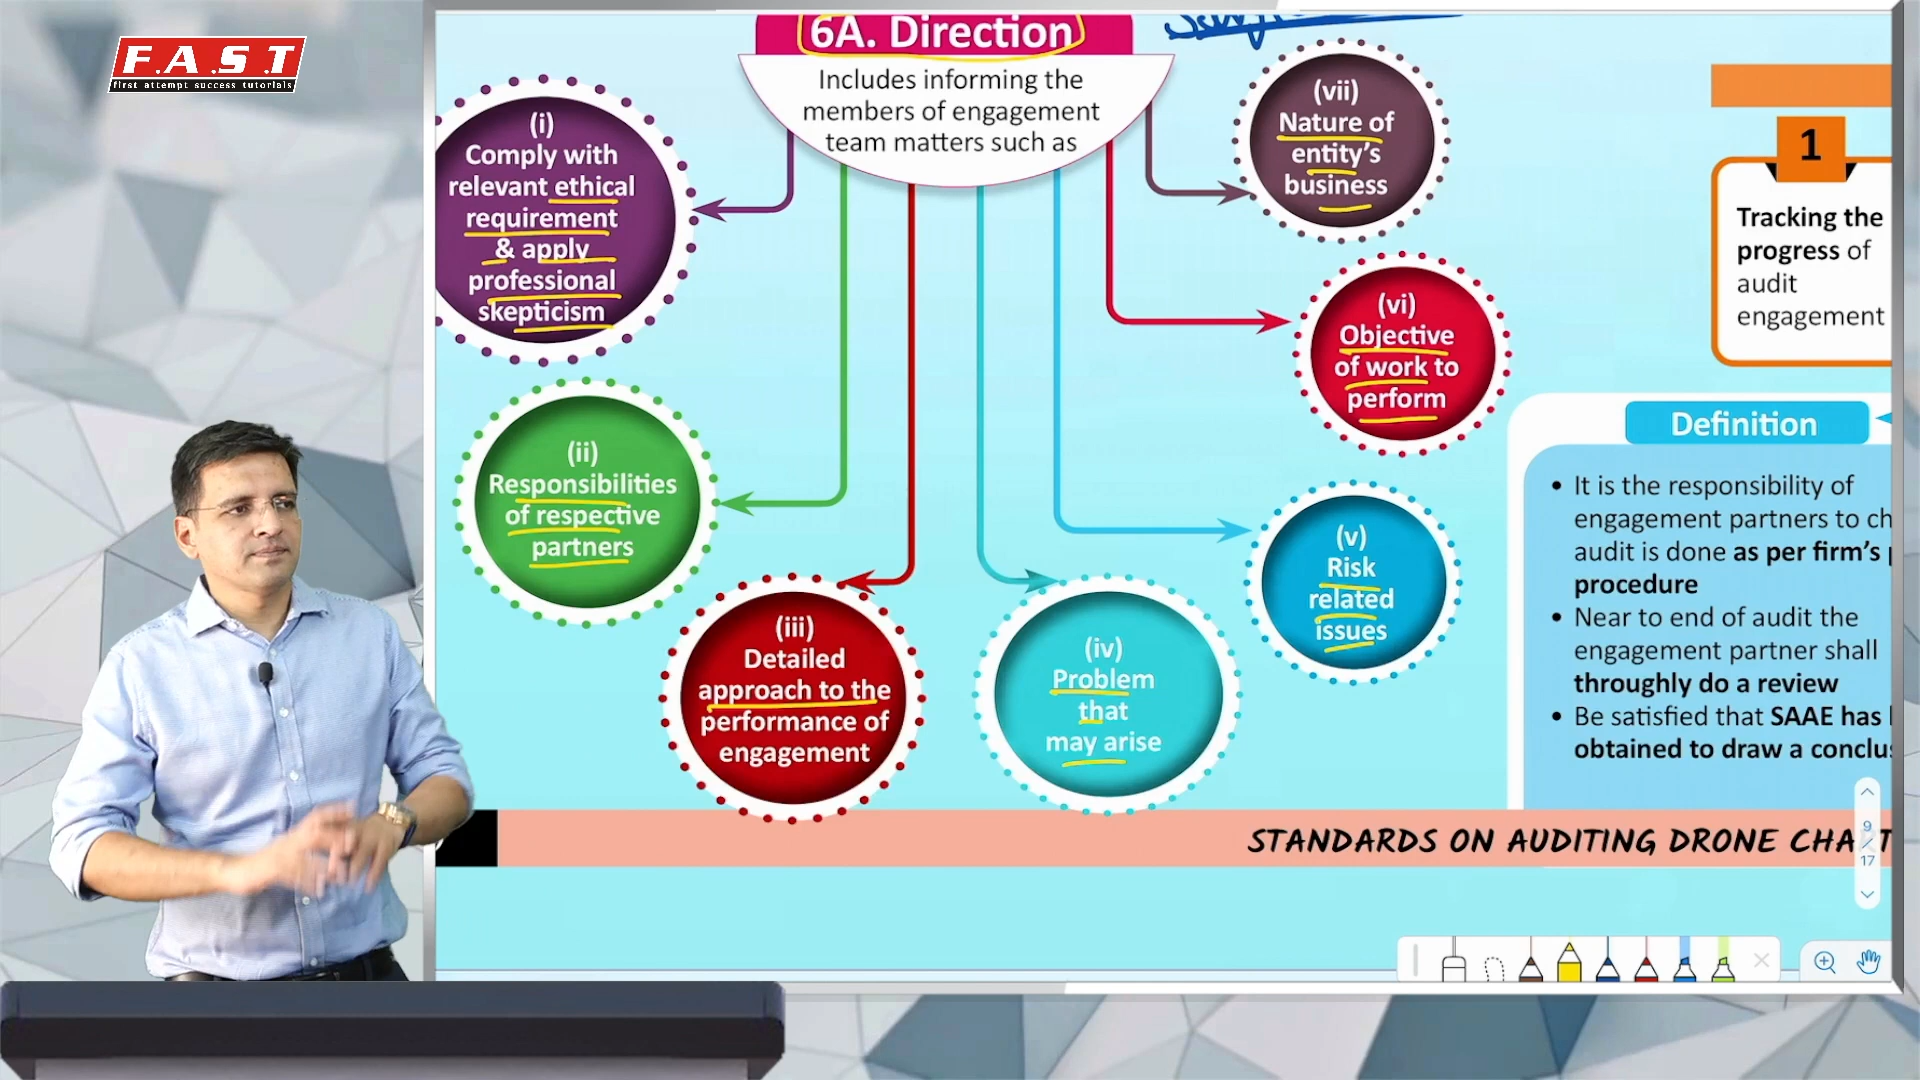 F.A.S.T
first attempt success tutorials
6A. Direction
Includes informing the
members of engagement
team matters such as
(i)
Comply with
relevant ethical
requirement
& apply
professional
skepticism
(ii)
Responsibilities
of respective
partners
(iii)
Detailed
approach to the
performance of
engagement
(iv)
Problem
that
may arise
(v)
Risk
related
issues
(vi)
Objective
of work to
perform
(vii)
Nature of
entity's
business
1
Tracking the
progress of
audit
engagement
Definition
• It is the responsibility of
engagement partners to ch
audit is done as per firm's
procedure
• Near to end of audit the
engagement partner shall
throughly do a review
• Be satisfied that SAAE has
obtained to draw a conclu
STANDARDS ON AUDITING DRONE CHA T
9
/
17